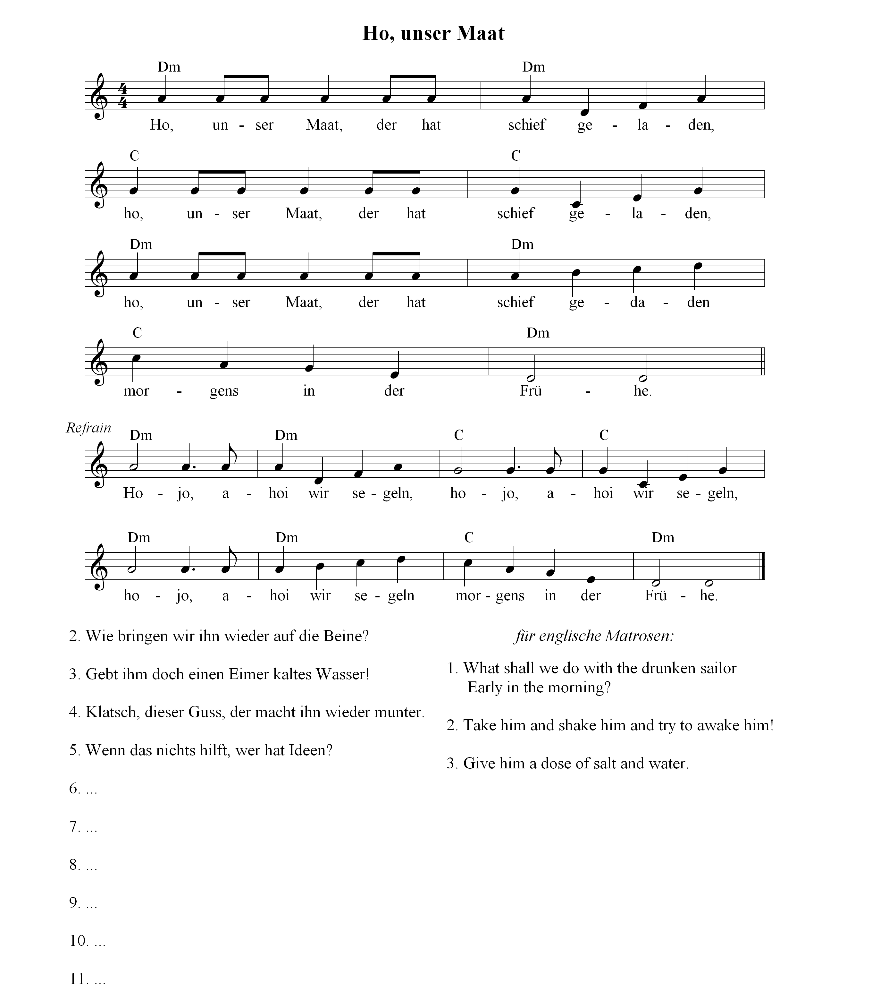 Ho, unser Maat
Dm Dm
4
4
Ho, un - ser Maat, der hat schief ge - la - den,
C C
ho, un - ser Maat, der hat schief ge - la - den,
Dm Dm
ho, un - ser Maat, der hat schief ge - da - den
C Dm
mor - gens in der Frü - he.
Refrain
Dm Dm C C
Ho - jo, a - hoi wir se - geln, ho - jo, a - hoi wir se - geln,
Dm Dm C Dm
ho - jo, a - hoi wir se - geln mor - gens in der Frü - he.
2. Wie bringen wir ihn wieder auf die Beine?
3. Gebt ihm doch einen Eimer kaltes Wasser!
4. Klatsch, dieser Guss, der macht ihn wieder munter.
5. Wenn das nichts hilft, wer hat Ideen?
6. ...
7. ...
8. ...
9. ...
10. ...
11. ...
für englische Matrosen:
1. What shall we do with the drunken sailor
Early in the morning?
2. Take him and shake him and try to awake him!
3. Give him a dose of salt and water.